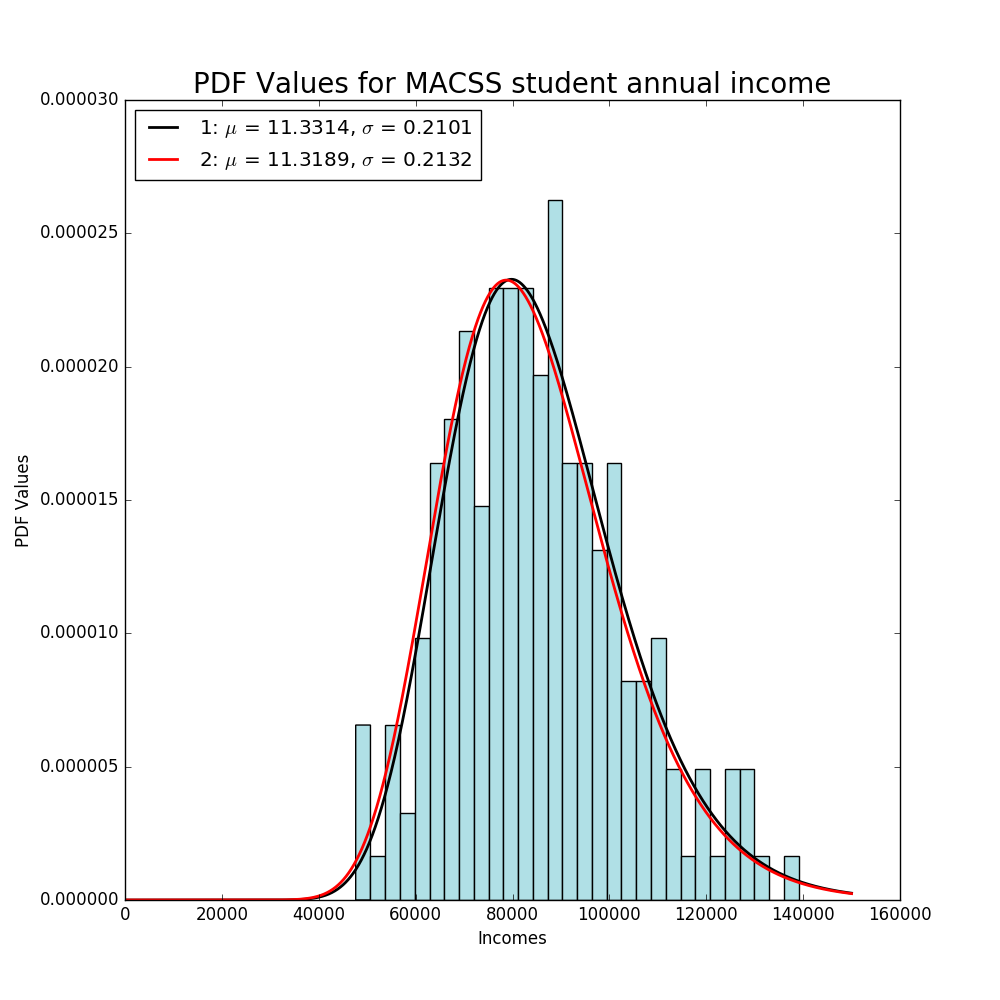 PDF Values for MACSS student annual income
0.000030
1: μ = 11.3314, σ = 0.2101
2: μ = 11.3189, σ = 0.2132
0.000025
0.000020
0.000015
PDF Values
0.000010
0.000005
0.000000
0 20000 40000 60000 80000 100000 120000 140000 160000
Incomes